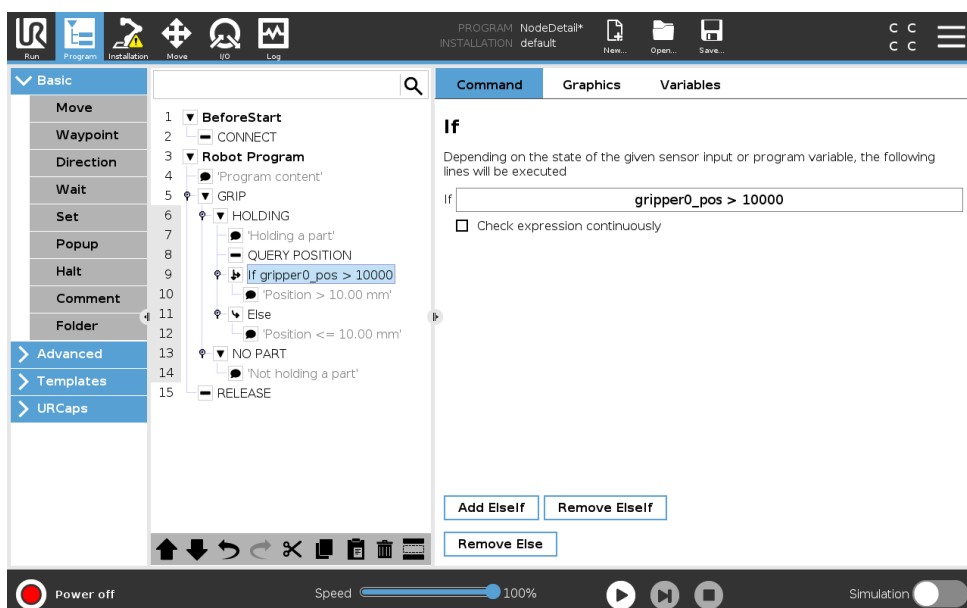 PROGRAM NodeDetail*
INSTALLATION default
C C
C C
Run Program Installation Move I/O Log New... Open... Save...
Basic
Move
Waypoint
Direction
Wait
Set
Popup
Halt
Comment
Folder
Advanced
Templates
URCaps
1 BeforeStart
2 CONNECT
3 Robot Program
4 'Program content'
5 GRIP
6 HOLDING
7 'Holding a part'
8 QUERY POSITION
9 If gripper0_pos > 10000
10 'Position > 10.00 mm'
11 Else
12 'Position <= 10.00 mm'
13 NO PART
14 'Not holding a part'
15 RELEASE
Command Graphics Variables
If
Depending on the state of the given sensor input or program variable, the following
lines will be executed
If gripper0_pos > 10000
Check expression continuously
Add ElseIf Remove ElseIf
Remove Else
Power off Speed 100% Simulation